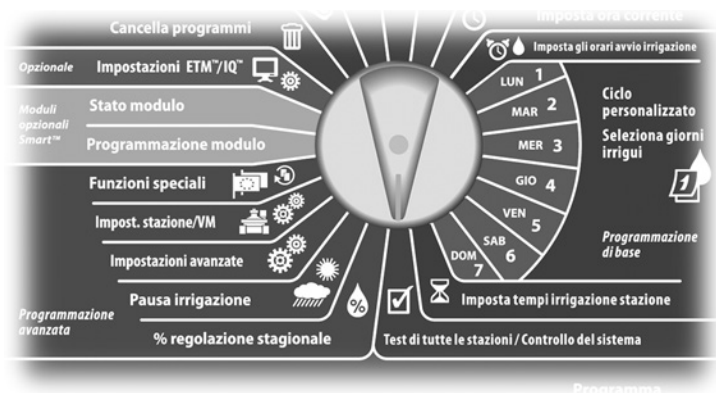 Cancella programmi
Opzionale
Impostazioni ETM™/IQ™
Moduli
opzionali
Smart™
Stato modulo
Programmazione modulo
Funzioni speciali
Impost. stazione/VM
Impostazioni avanzate
Pausa irrigazione
Programmazione
avanzata
% regolazione stagionale
%
Imposta ora corrente
Imposta gli orari avvio irrigazione
LUN 1
MAR 2
MER 3
GIO 4
VEN 5
SAB 6
DOM 7
Ciclo
personalizzato
Seleziona giorni
irrigui
1
Programmazione
di base
Imposta tempi irrigazione stazione
Test di tutte le stazioni / Controllo del sistema
Programma